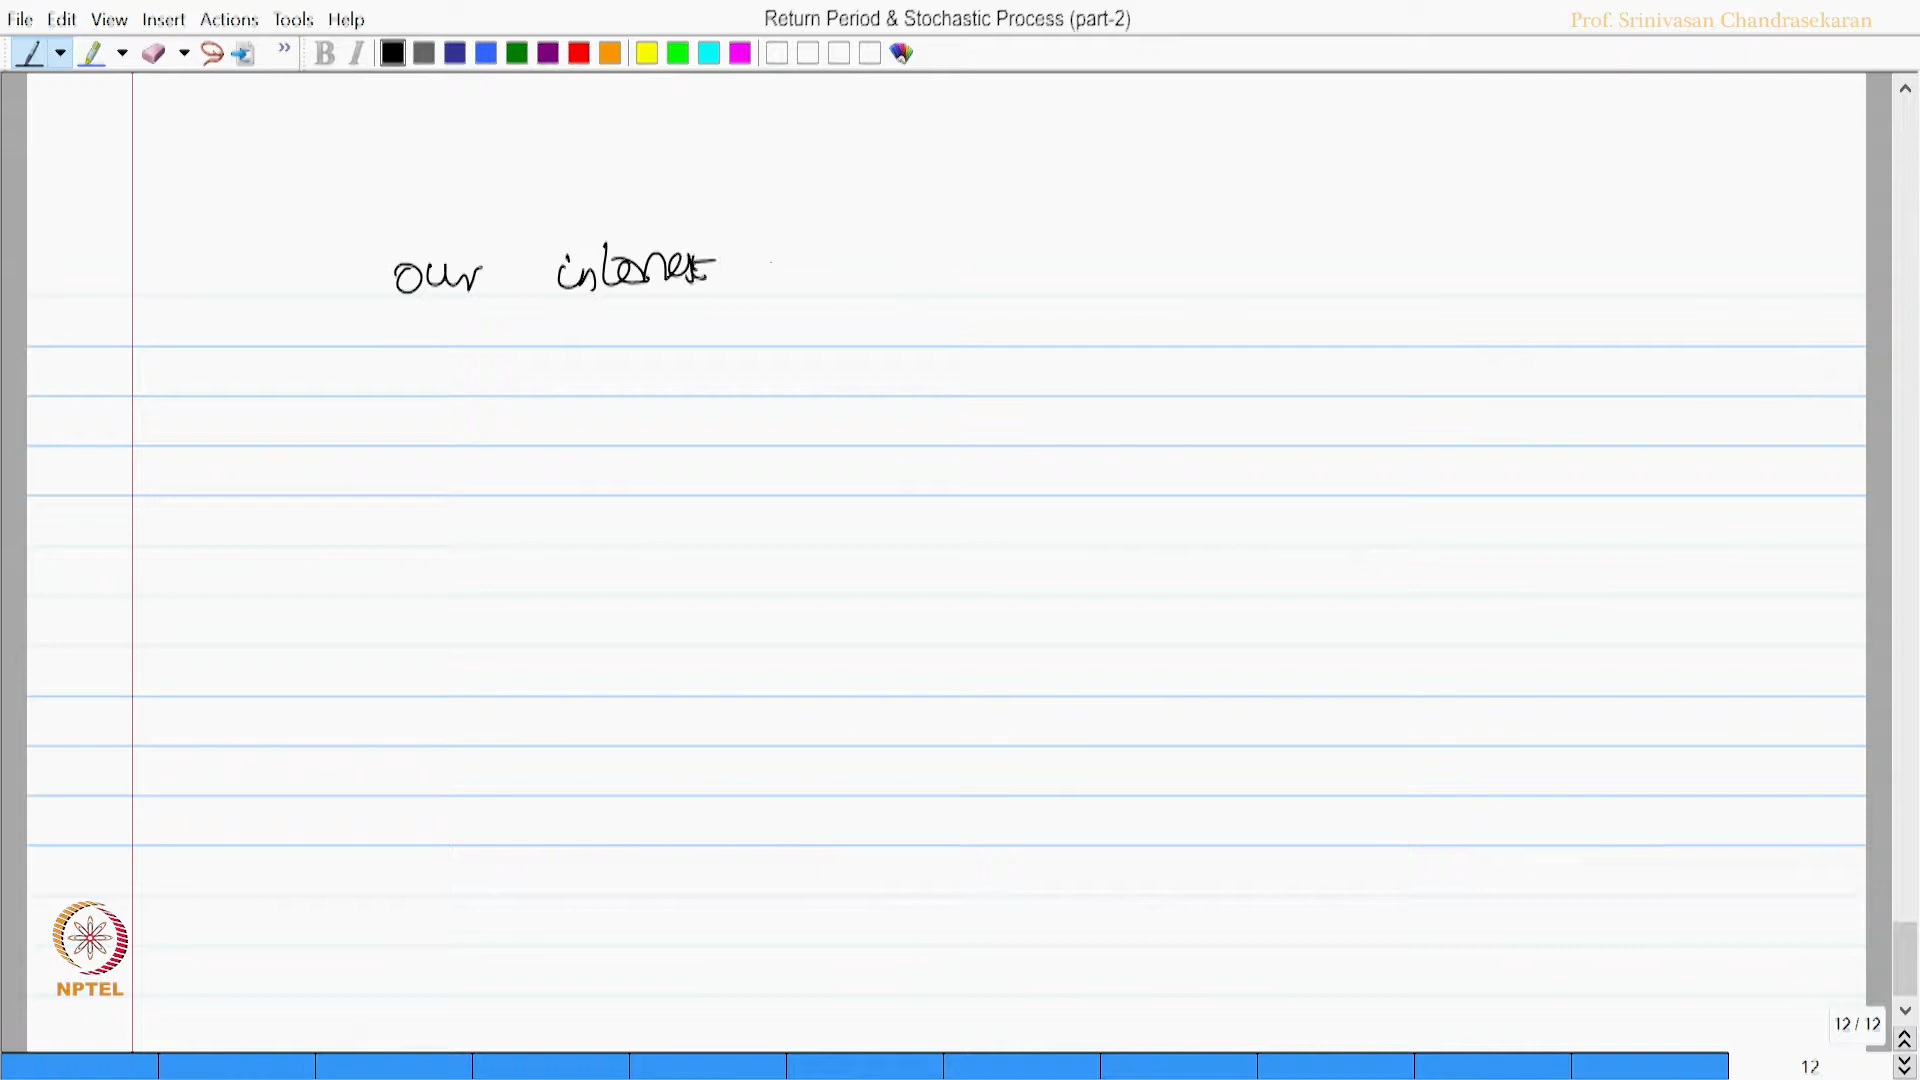 File Edit View Insert Actions Tools Help
Return Period & Stochastic Process (part-2)
Prof. Srinivasan Chandrasekaran
» B I
our interest
NPTEL
12 / 12
12